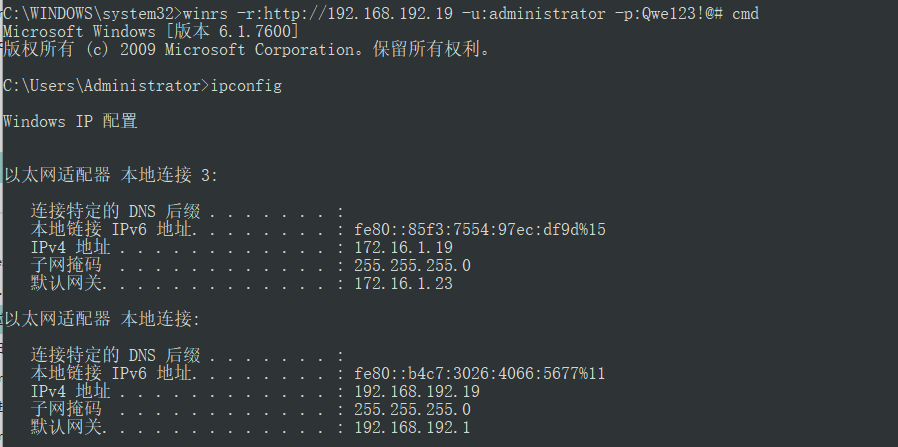 C:\WINDOWS\system32>winrs -r:http://192.168.192.19 -u:administrator -p:Qwe123!@# cmd
Microsoft Windows [版本 6.1.7600]
版权所有 (c) 2009 Microsoft Corporation。保留所有权利。
C:\Users\Administrator>ipconfig
Windows IP 配置
以太网适配器 本地连接 3:
连接特定的 DNS 后缀 . . . . . . . :
本地链接 IPv6 地址. . . . . . . . : fe80::85f3:7554:97ec:df9d%15
IPv4 地址 . . . . . . . . . . . . : 172.16.1.19
子网掩码 . . . . . . . . . . . . : 255.255.255.0
默认网关. . . . . . . . . . . . . : 172.16.1.23
以太网适配器 本地连接:
连接特定的 DNS 后缀 . . . . . . . :
本地链接 IPv6 地址. . . . . . . . : fe80::b4c7:3026:4066:5677%11
IPv4 地址 . . . . . . . . . . . . : 192.168.192.19
子网掩码 . . . . . . . . . . . . : 255.255.255.0
默认网关. . . . . . . . . . . . . : 192.168.192.1